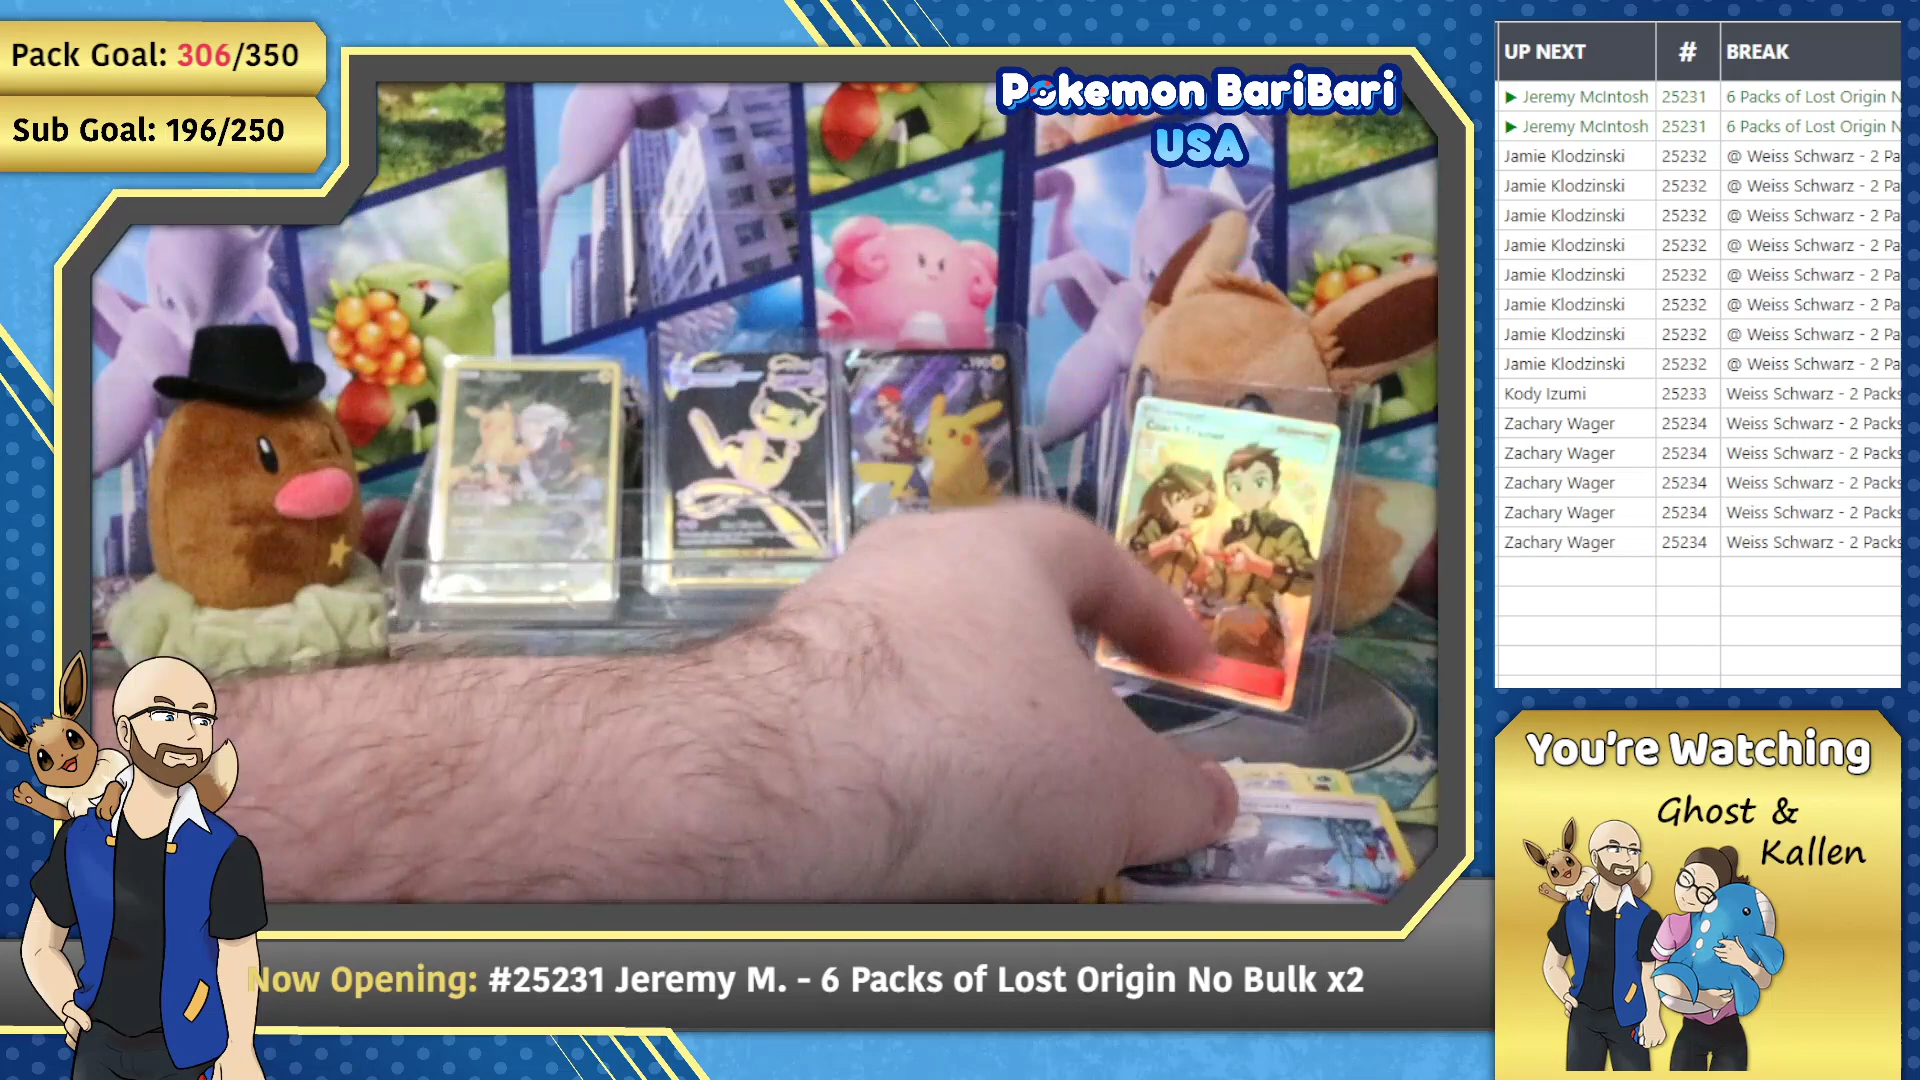 Pack Goal: 306/350
Sub Goal: 196/250
Pokemon BariBari
USA
UP NEXT # BREAK
▶ Jeremy McIntosh 25231 6 Packs of Lost Origin N
▶ Jeremy McIntosh 25231 6 Packs of Lost Origin N
Jamie Klodzinski 25232 @ Weiss Schwarz - 2 Pa
Jamie Klodzinski 25232 @ Weiss Schwarz - 2 Pa
Jamie Klodzinski 25232 @ Weiss Schwarz - 2 Pa
Jamie Klodzinski 25232 @ Weiss Schwarz - 2 Pa
Jamie Klodzinski 25232 @ Weiss Schwarz - 2 Pa
Jamie Klodzinski 25232 @ Weiss Schwarz - 2 Pa
Jamie Klodzinski 25232 @ Weiss Schwarz - 2 Pa
Jamie Klodzinski 25232 @ Weiss Schwarz - 2 Pa
Kody Izumi 25233 Weiss Schwarz - 2 Packs
Zachary Wager 25234 Weiss Schwarz - 2 Packs
Zachary Wager 25234 Weiss Schwarz - 2 Packs
Zachary Wager 25234 Weiss Schwarz - 2 Packs
Zachary Wager 25234 Weiss Schwarz - 2 Packs
Zachary Wager 25234 Weiss Schwarz - 2 Packs
190
Coach Trainer
You're Watching
Ghost &
Kallen
Now Opening: #25231 Jeremy M. - 6 Packs of Lost Origin No Bulk x2